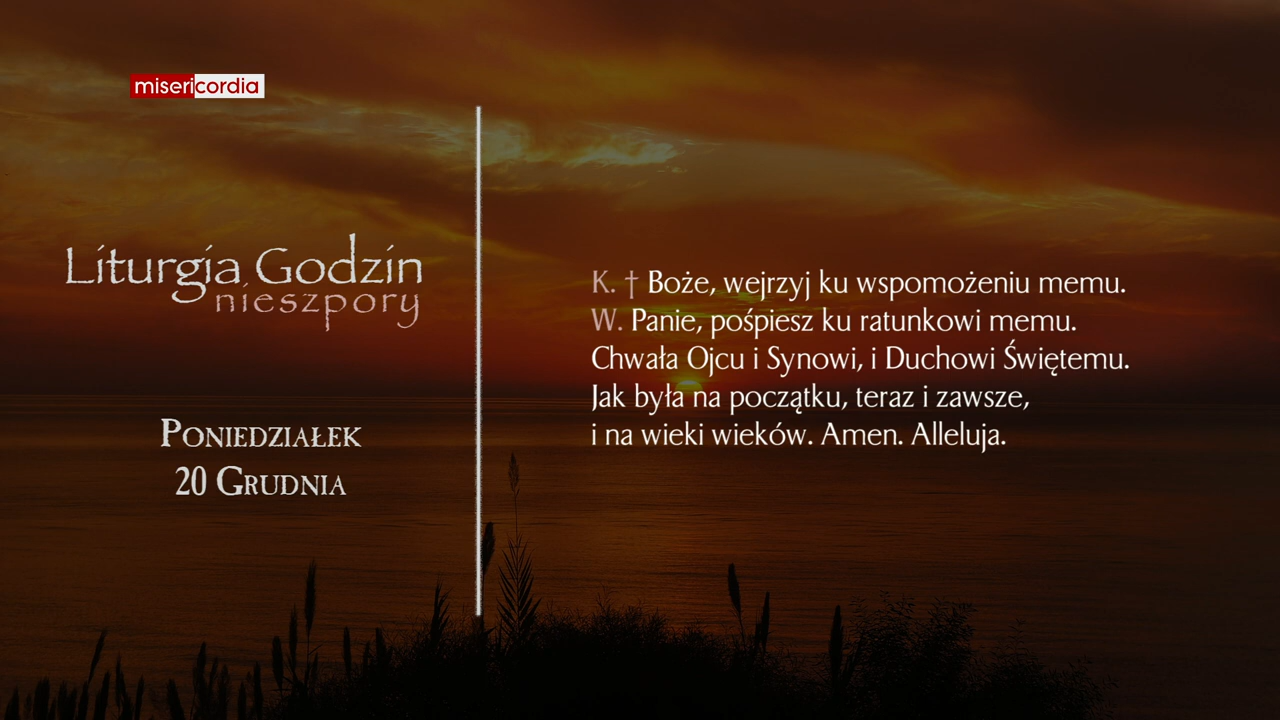 misericordia
Liturgia Godzin
nieszpory
Poniedziałek
20 Grudnia
K. † Boże, wejrzyj ku wspomożeniu memu.
W. Panie, pośpiesz ku ratunkowi memu.
Chwała Ojcu i Synowi, i Duchowi Świętemu.
Jak była na początku, teraz i zawsze,
i na wieki wieków. Amen. Alleluja.